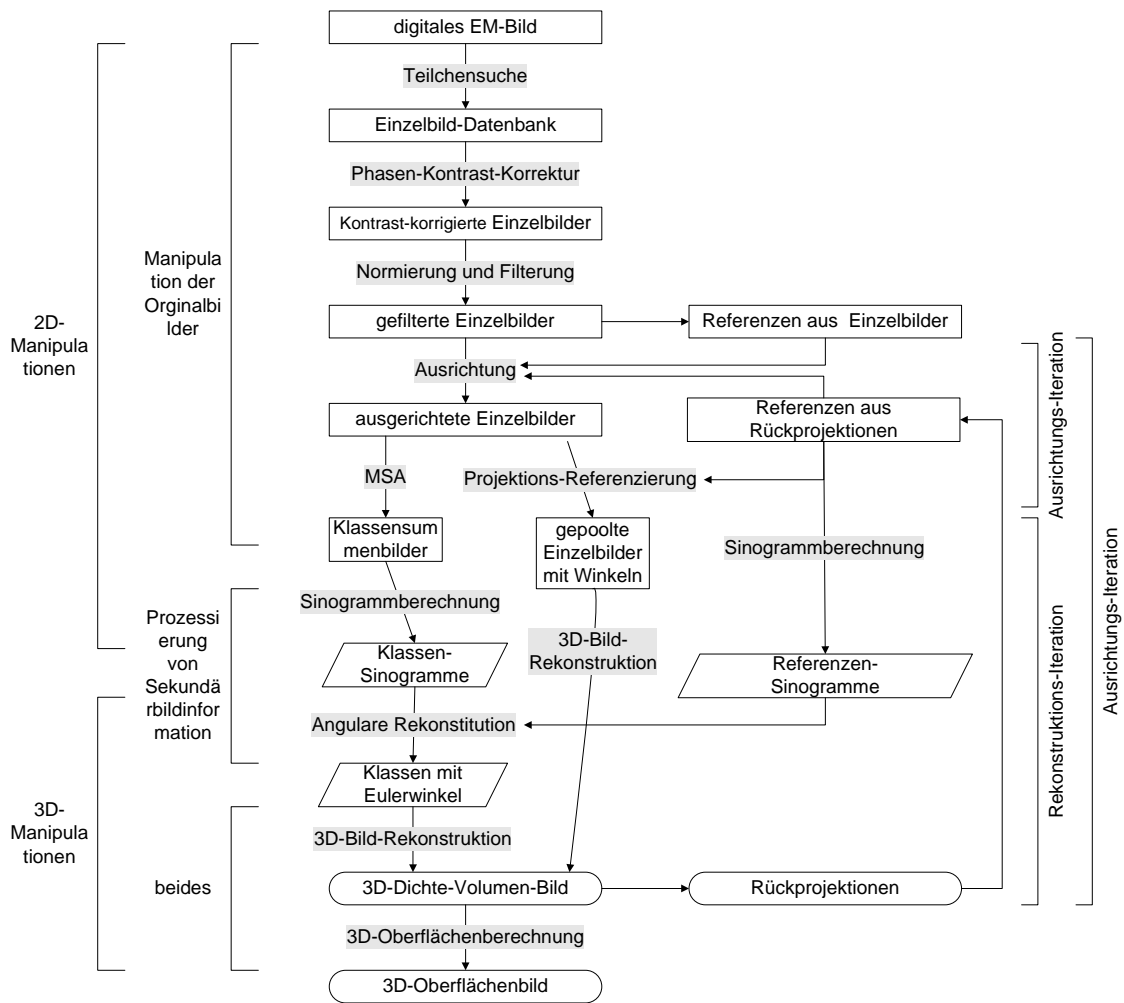 digitales EM-Bild
Teilchensuche
Einzelbild-Datenbank
Phasen-Kontrast-Korrektur
Kontrast-korrigierte Einzelbilder
Normierung und Filterung
gefilterte Einzelbilder
Referenzen aus Einzelbilder
Ausrichtung
ausgerichtete Einzelbilder
Referenzen aus
Rückprojektionen
MSA
Projektions-Referenzierung
Klassensum
menbilder
gepoolte
Einzelbilder
mit Winkeln
Sinogrammberechnung
Sinogrammberechnung
3D-Bild-
Rekonstruktion
Klassen-
Sinogramme
Referenzen-
Sinogramme
Angulare Rekonstitution
Klassen mit
Eulerwinkel
3D-Bild-Rekonstruktion
3D-Dichte-Volumen-Bild
Rückprojektionen
3D-Oberflächenberechnung
3D-Oberflächenbild
2D-
Manipula
tionen
3D-
Manipula
tionen
Manipula
tion der
Orginalbi
lder
Prozessi
erung
von
Sekundä
rbildinfor
mation
beides
Ausrichtungs-Iteration
Rekonstruktions-Iteration
Ausrichtungs-Iteration